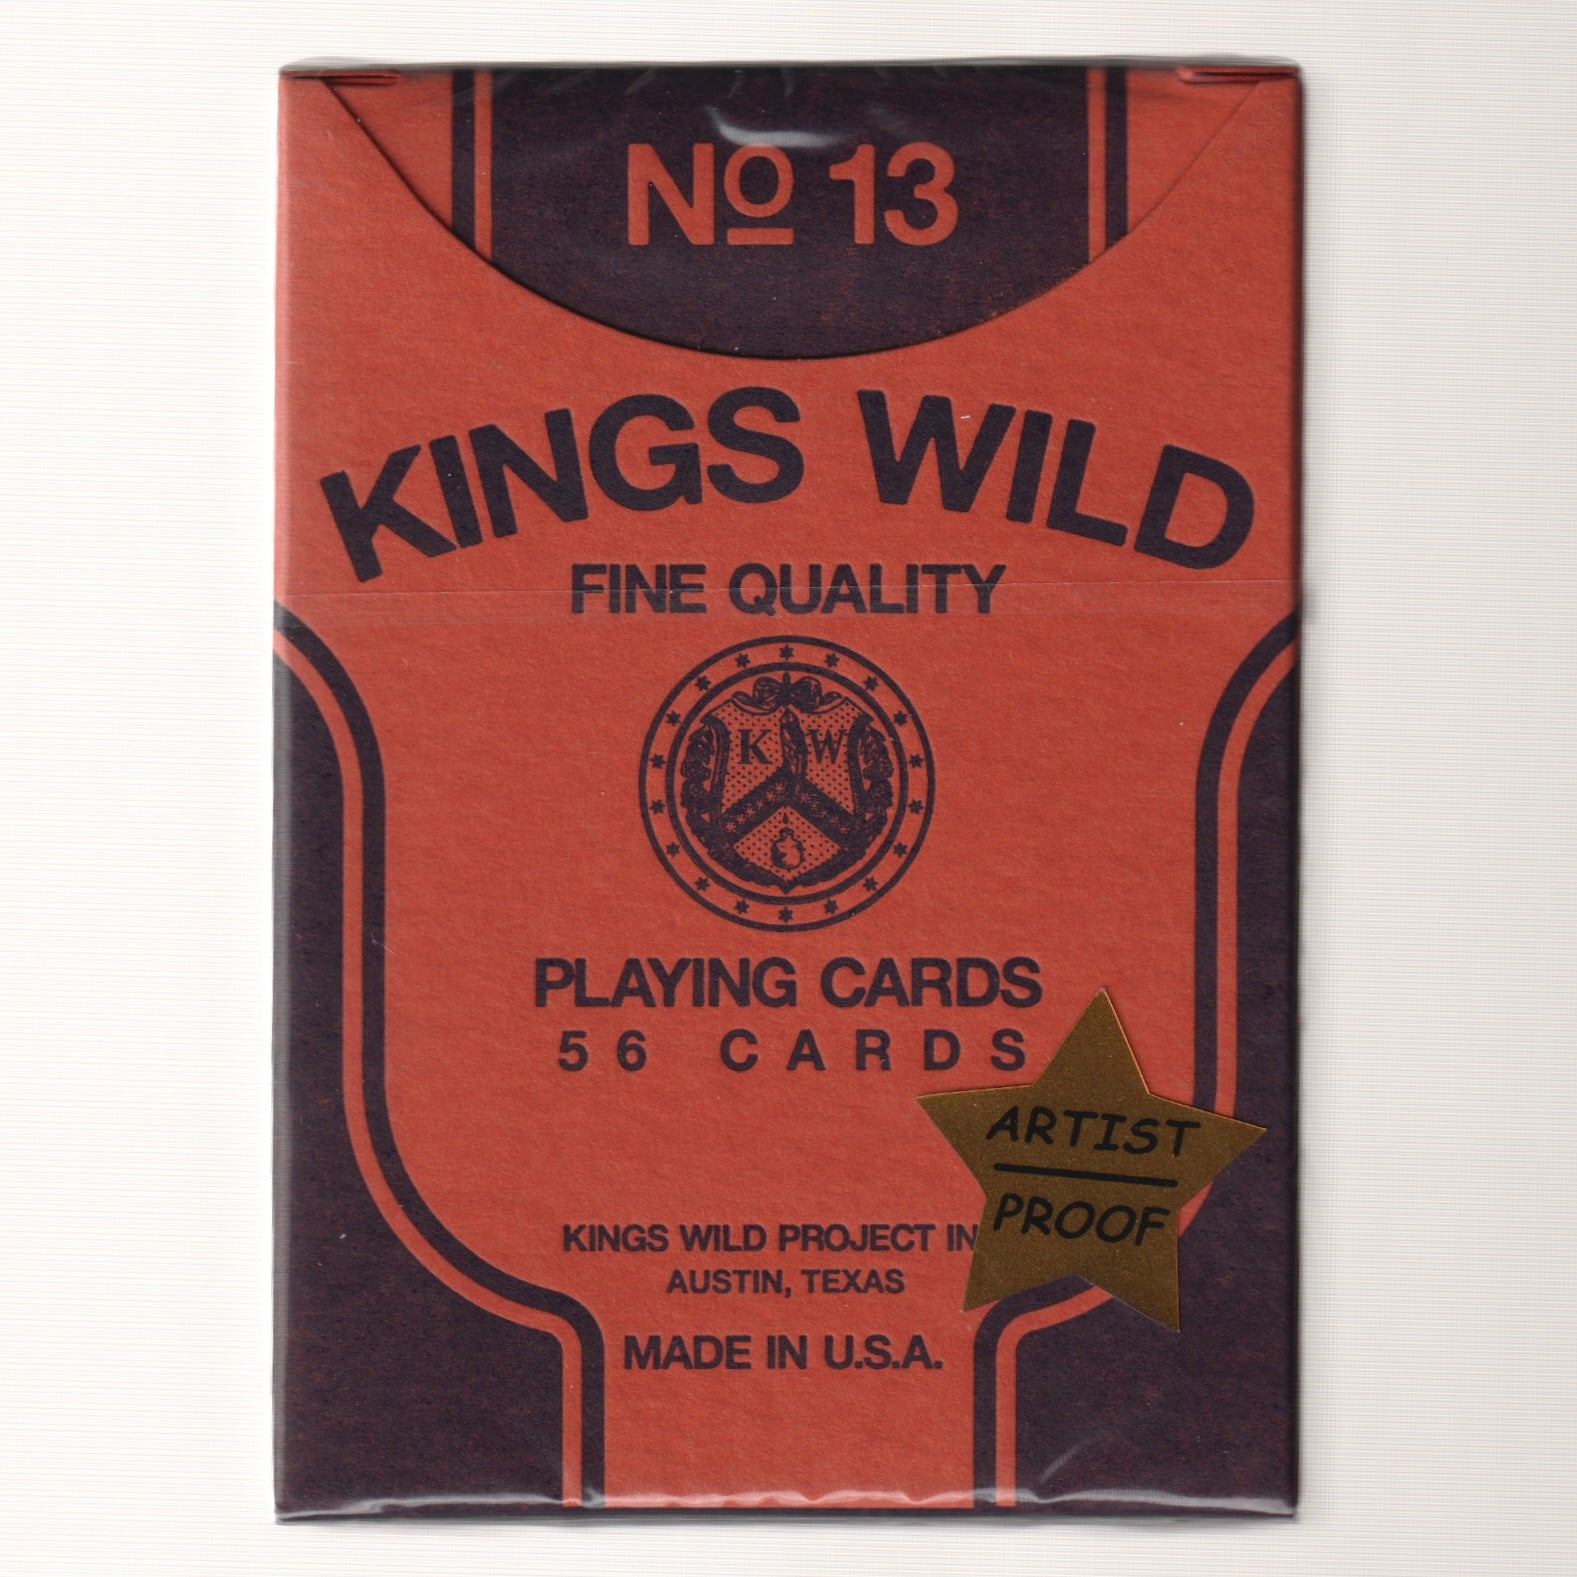 No 13
KINGS WILD
FINE QUALITY
K W
PLAYING CARDS
56 CARDS
ARTIST
PROOF
KINGS WILD PROJECT IN
AUSTIN, TEXAS
MADE IN U.S.A.